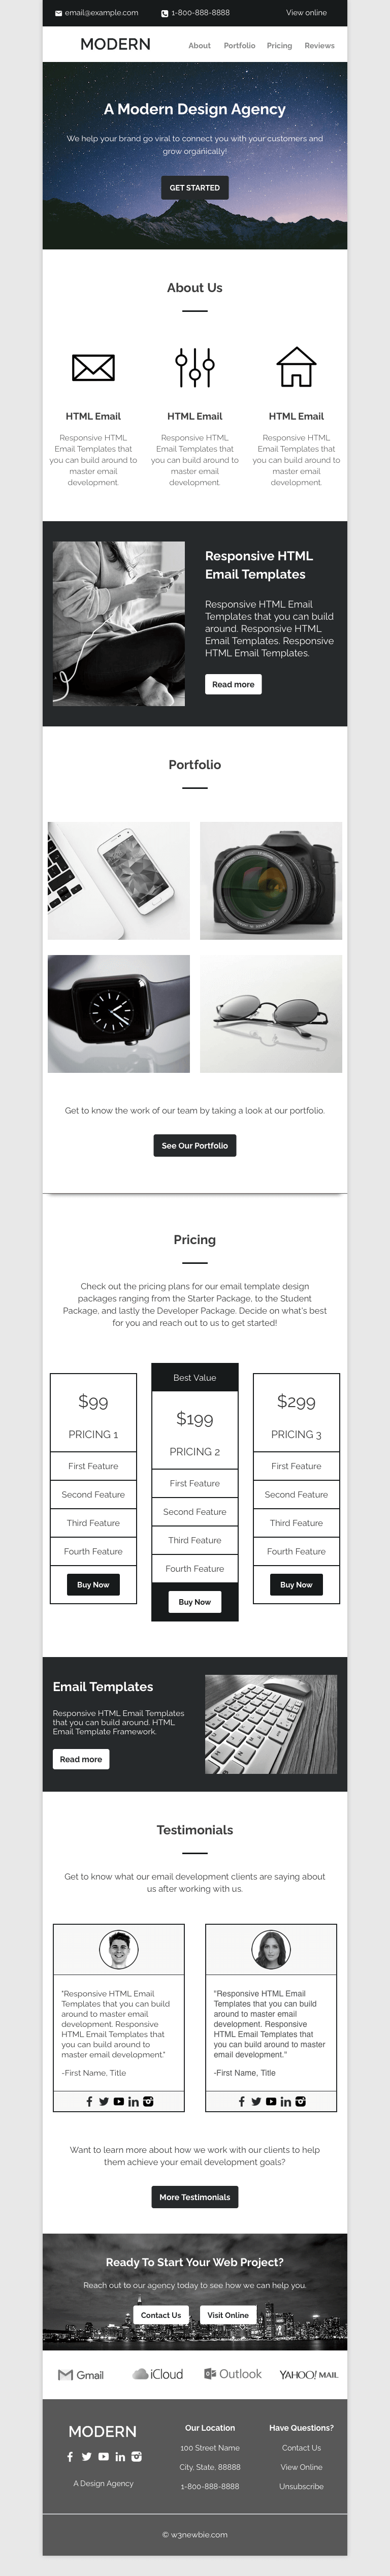 email@example.com 1-800-888-8888 View online
MODERN About Portfolio Pricing Reviews
A Modern Design Agency
We help your brand go viral to connect you with your customers and
grow organically!
GET STARTED
About Us
HTML Email
Responsive HTML
Email Templates that
you can build around to
master email
development.
HTML Email
Responsive HTML
Email Templates that
you can build around to
master email
development.
HTML Email
Responsive HTML
Email Templates that
you can build around to
master email
development.
Responsive HTML
Email Templates
Responsive HTML Email
Templates that you can build
around. Responsive HTML
Email Templates. Responsive
HTML Email Templates.
Read more
Portfolio
Get to know the work of our team by taking a look at our portfolio.
See Our Portfolio
Pricing
Check out the pricing plans for our email template design
packages ranging from the Starter Package, to the Student
Package, and lastly the Developer Package. Decide on what's best
for you and reach out to us to get started!
$99
PRICING 1
First Feature
Second Feature
Third Feature
Fourth Feature
Buy Now
Best Value
$199
PRICING 2
First Feature
Second Feature
Third Feature
Fourth Feature
Buy Now
$299
PRICING 3
First Feature
Second Feature
Third Feature
Fourth Feature
Buy Now
Email Templates
Responsive HTML Email Templates
that you can build around. HTML
Email Template Framework.
Read more
Testimonials
Get to know what our email development clients are saying about
us after working with us.
"Responsive HTML Email
Templates that you can build
around to master email
development. Responsive
HTML Email Templates that
you can build around to
master email development."
-First Name, Title
"Responsive HTML Email
Templates that you can build
around to master email
development. Responsive
HTML Email Templates that
you can build around to master
email development."
-First Name, Title
Want to learn more about how we work with our clients to help
them achieve your email development goals?
More Testimonials
Ready To Start Your Web Project?
Reach out to our agency today to see how we can help you.
Contact Us Visit Online
Gmail iCloud Outlook YAHOO! MAIL
MODERN
A Design Agency
Our Location
100 Street Name
City, State, 88888
1-800-888-8888
Have Questions?
Contact Us
View Online
Unsubscribe
© w3newbie.com